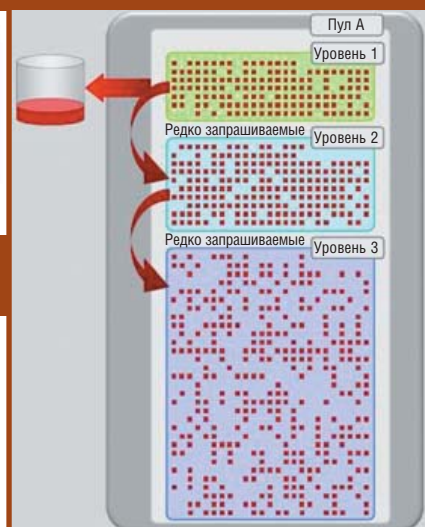 Пул А
Уровень 1
Редко запрашиваемые
Уровень 2
Редко запрашиваемые
Уровень 3